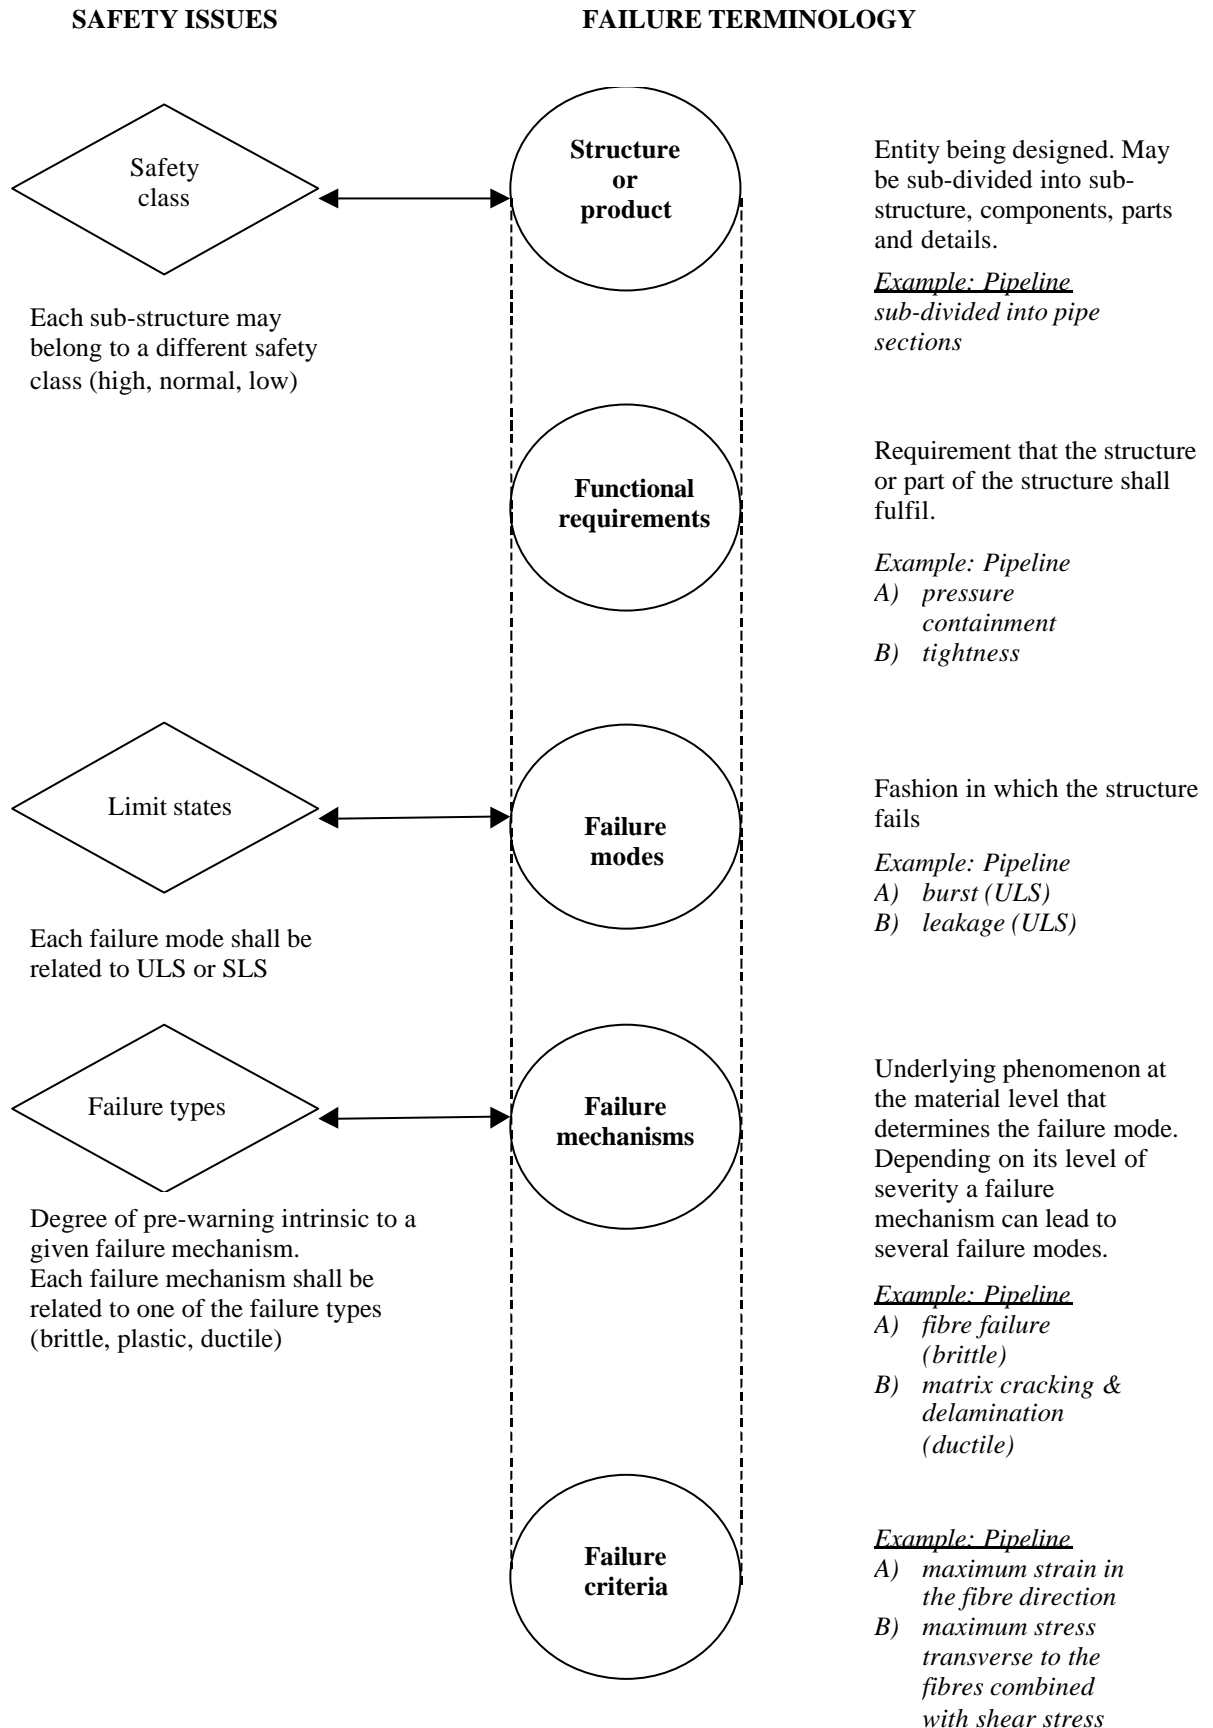 SAFETY ISSUES
FAILURE TERMINOLOGY
Safety
class
Structure
or
product
Entity being designed. May
be sub-divided into sub-
structure, components, parts
and details.
Example: Pipeline
sub-divided into pipe
sections
Each sub-structure may
belong to a different safety
class (high, normal, low)
Functional
requirements
Requirement that the structure
or part of the structure shall
fulfil.
Example: Pipeline
A) pressure
containment
B) tightness
Limit states
Failure
modes
Fashion in which the structure
fails
Example: Pipeline
A) burst (ULS)
B) leakage (ULS)
Each failure mode shall be
related to ULS or SLS
Failure types
Failure
mechanisms
Underlying phenomenon at
the material level that
determines the failure mode.
Depending on its level of
severity a failure
mechanism can lead to
several failure modes.
Degree of pre-warning intrinsic to a
given failure mechanism.
Each failure mechanism shall be
related to one of the failure types
(brittle, plastic, ductile)
Example: Pipeline
A) fibre failure
(brittle)
B) matrix cracking &
delamination
(ductile)
Failure
criteria
Example: Pipeline
A) maximum strain in
the fibre direction
B) maximum stress
transverse to the
fibres combined
with shear stress